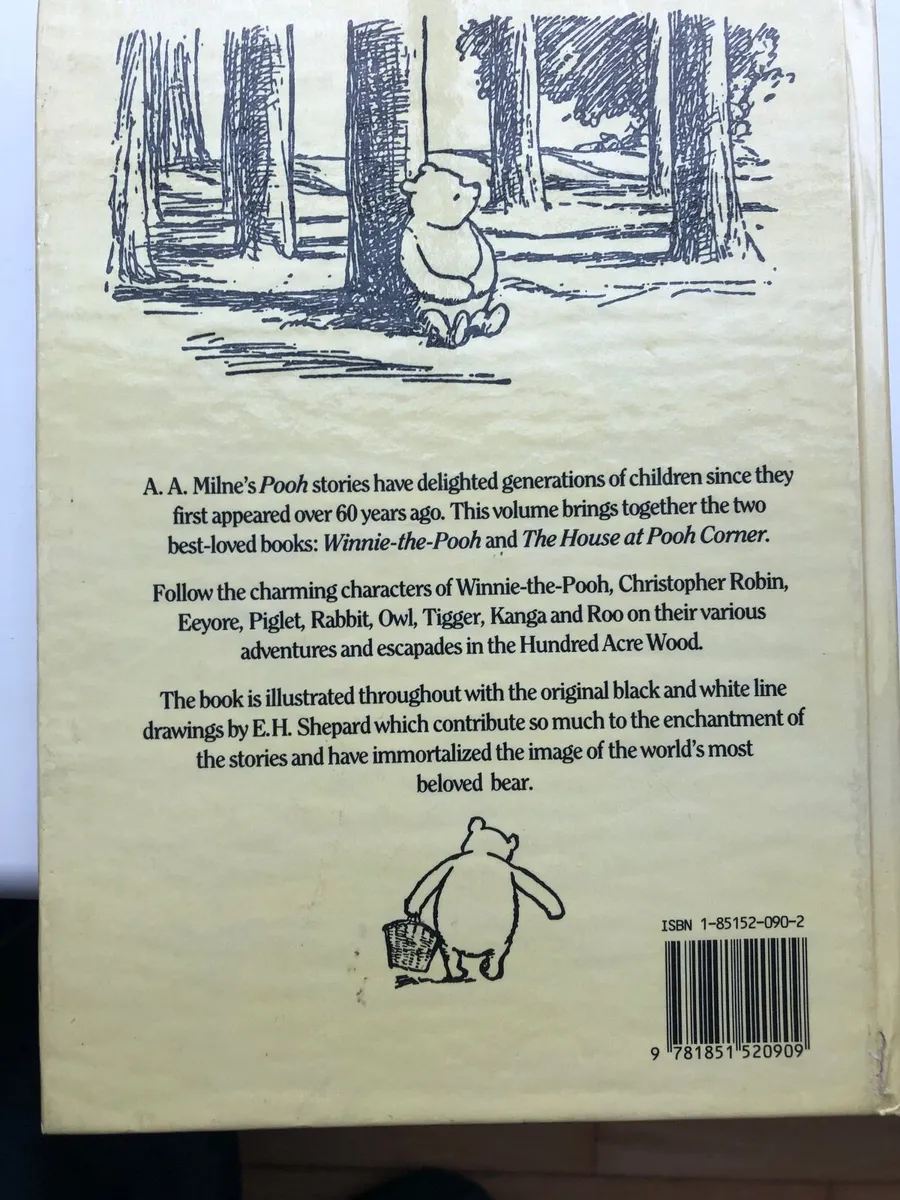 A. A. Milne's Pooh stories have delighted generations of children since they
first appeared over 60 years ago. This volume brings together the two
best-loved books: Winnie-the-Pooh and The House at Pooh Corner.
Follow the charming characters of Winnie-the-Pooh, Christopher Robin,
Eeyore, Piglet, Rabbit, Owl, Tigger, Kanga and Roo on their various
adventures and escapades in the Hundred Acre Wood.
The book is illustrated throughout with the original black and white line
drawings by E.H. Shepard which contribute so much to the enchantment of
the stories and have immortalized the image of the world's most
beloved bear.
ISBN 1-85152-090-2
9 781851 520909